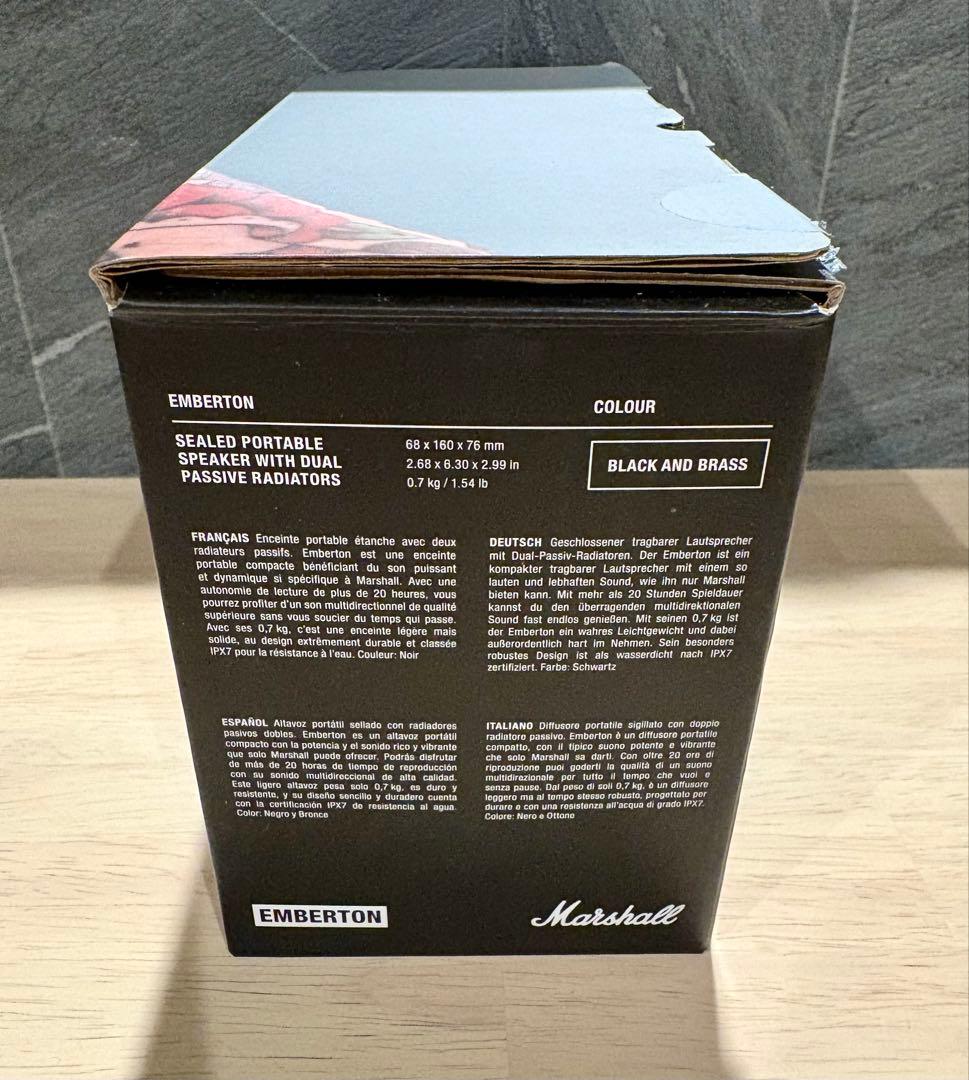 EMBERTON
COLOUR
SEALED PORTABLE
SPEAKER WITH DUAL
PASSIVE RADIATORS
68 x 160 x 76 mm
2.68 x 6.30 x 2.99 in
0.7 kg / 1.54 lb
BLACK AND BRASS
FRANÇAIS Enceinte portable étanche avec deux
radiateurs passifs. Emberton est une enceinte
portable compacte bénéficiant du son puissant
et dynamique si spécifique à Marshall. Avec une
autonomie de lecture de plus de 20 heures, vous
pourrez profiter d'un son multidirectionnel de qualité
supérieure sans vous soucier du temps qui passe.
Avec ses 0,7 kg, c'est une enceinte légère mais
solide, au design extrêmement durable et classée
IPX7 pour la résistance à l'eau. Couleur: Noir
DEUTSCH Geschlossener tragbarer Lautsprecher
mit Dual-Passiv-Radiatoren. Der Emberton ist ein
kompakter tragbarer Lautsprecher mit einem so
lauten und lebhaften Sound, wie ihn nur Marshall
bieten kann. Mit mehr als 20 Stunden Spieldauer
kannst du den überragenden multidirektionalen
Sound fast endlos genießen. Mit seinen 0,7 kg ist
der Emberton ein wahres Leichtgewicht und dabei
außerordentlich hart im Nehmen. Sein besonders
robustes Design ist als wasserdicht nach IPX7
zertifiziert. Farbe: Schwartz
ESPAÑOL Altavoz portátil sellado con radiadores
pasivos dobles. Emberton es un altavoz portátil
compacto con la potencia y el sonido rico y vibrante
que solo Marshall puede ofrecer. Podrás disfrutar
de más de 20 horas de tiempo de reproducción
con su sonido multidireccional de alta calidad.
Este ligero altavoz pesa solo 0,7 kg, es duro y
resistente, y su diseño sencillo y duradero cuenta
con la certificación IPX7 de resistencia al agua.
Color: Negro y Bronce
ITALIANO Diffusore portatile sigillato con doppio
radiatore passivo. Emberton è un diffusore portatile
compatto, con il tipico suono potente e vibrante
che solo Marshall sa darti. Con oltre 20 ore di
riproduzione puoi goderti la qualità di un suono
multidirezionale per tutto il tempo che vuoi e
senza pause. Dal peso di soli 0,7 kg, è un diffusore
leggero ma al tempo stesso robusto, progettato per
durare e con una resistenza all'acqua di grado IPX7.
Colore: Nero e Ottone
EMBERTON
Marshall